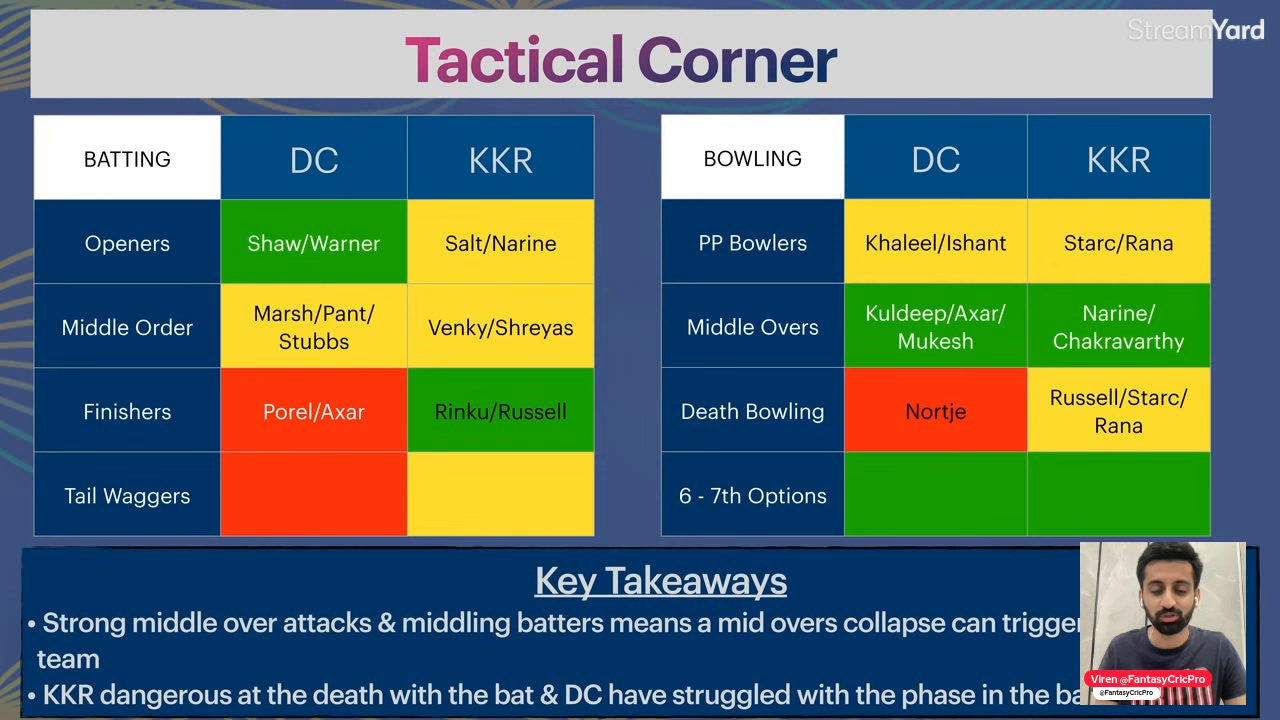 StreamYard
Tactical Corner
BATTING DC KKR
Openers Shaw/Warner Salt/Narine
Middle Order Marsh/Pant/
Stubbs Venky/Shreyas
Finishers Porel/Axar Rinku/Russell
Tail Waggers
BOWLING DC KKR
PP Bowlers Khaleel/Ishant Starc/Rana
Middle Overs Kuldeep/Axar/
Mukesh Narine/
Chakravarthy
Death Bowling Nortje Russell/Starc/
Rana
6 - 7th Options
Key Takeaways
• Strong middle over attacks & middling batters means a mid overs collapse can trigger
team
• KKR dangerous at the death with the bat & DC have struggled with the phase in the
Viren @FantasyCricPro
@FantasyCricPro